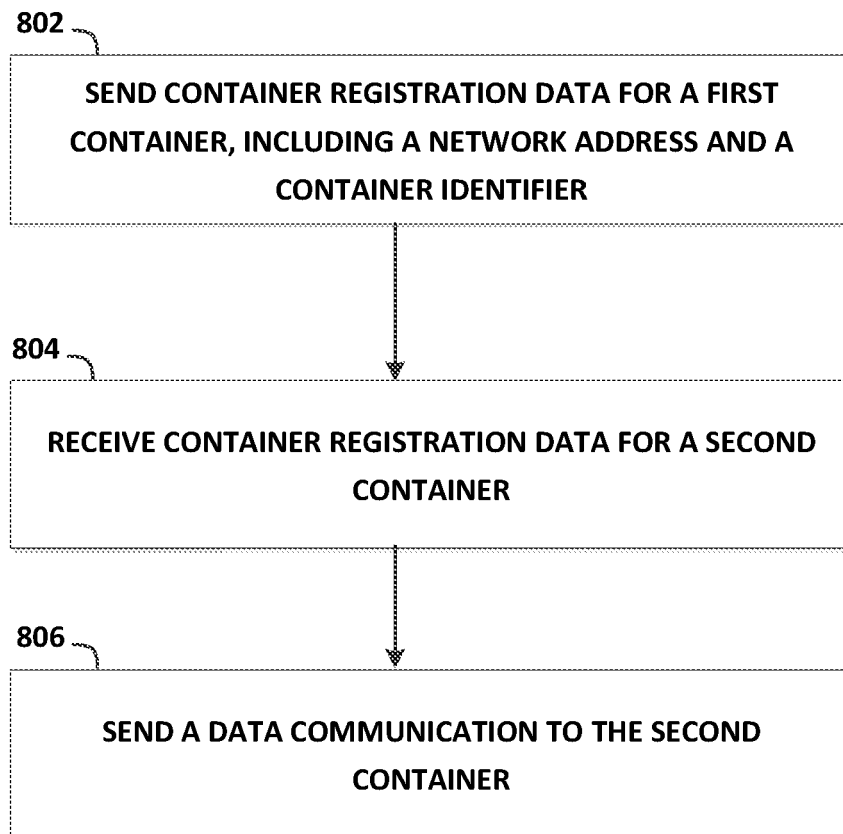 802
SEND CONTAINER REGISTRATION DATA FOR A FIRST
CONTAINER, INCLUDING A NETWORK ADDRESS AND A
CONTAINER IDENTIFIER
804
RECEIVE CONTAINER REGISTRATION DATA FOR A SECOND
CONTAINER
806
SEND A DATA COMMUNICATION TO THE SECOND
CONTAINER